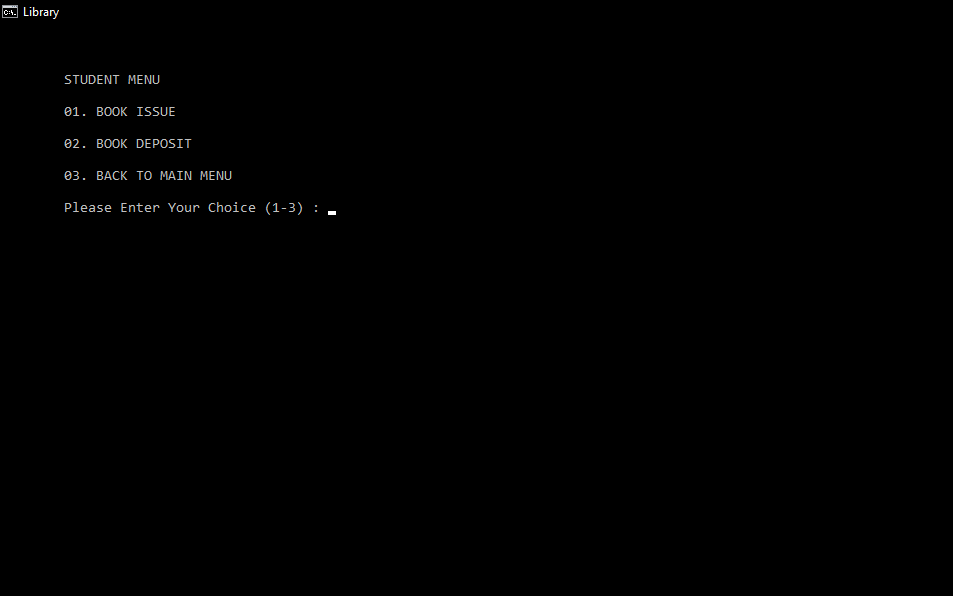 Library
STUDENT MENU
01. BOOK ISSUE
02. BOOK DEPOSIT
03. BACK TO MAIN MENU
Please Enter Your Choice (1-3) :